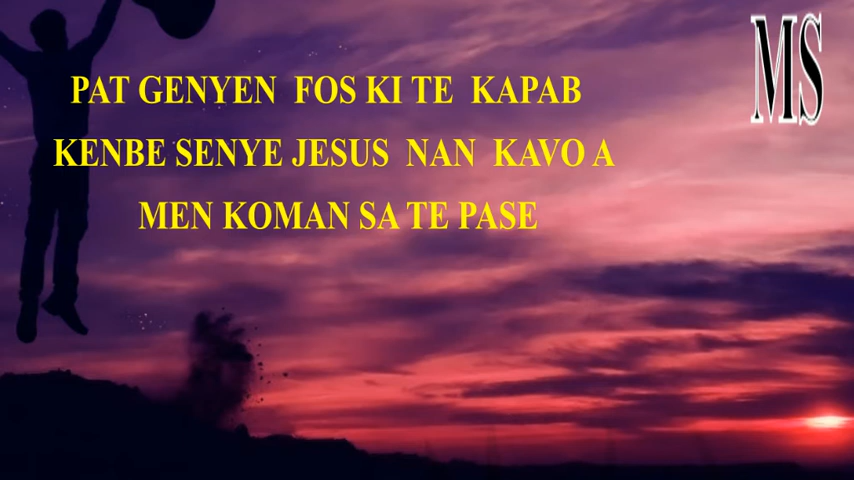 MS
PAT GENYEN FOS KI TE KAPAB
KENBE SENYE JESUS NAN KAVO A
MEN KOMAN SA TE PASE